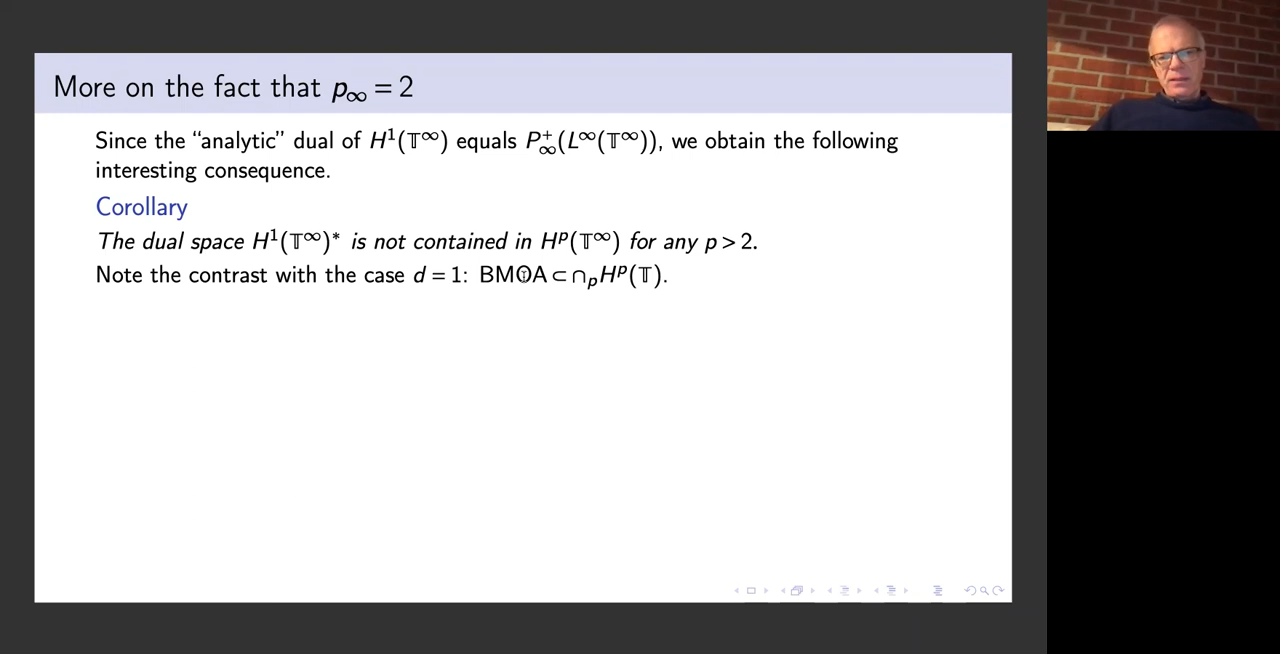 More on the fact that p∞ = 2
Since the “analytic” dual of H¹(𝕋^∞) equals P⁺_∞(L^∞(𝕋^∞)), we obtain the following
interesting consequence.
Corollary
The dual space H¹(𝕋^∞)* is not contained in H^p(𝕋^∞) for any p > 2.
Note the contrast with the case d = 1: BMOA ⊂ ∩_p H^p(𝕋).